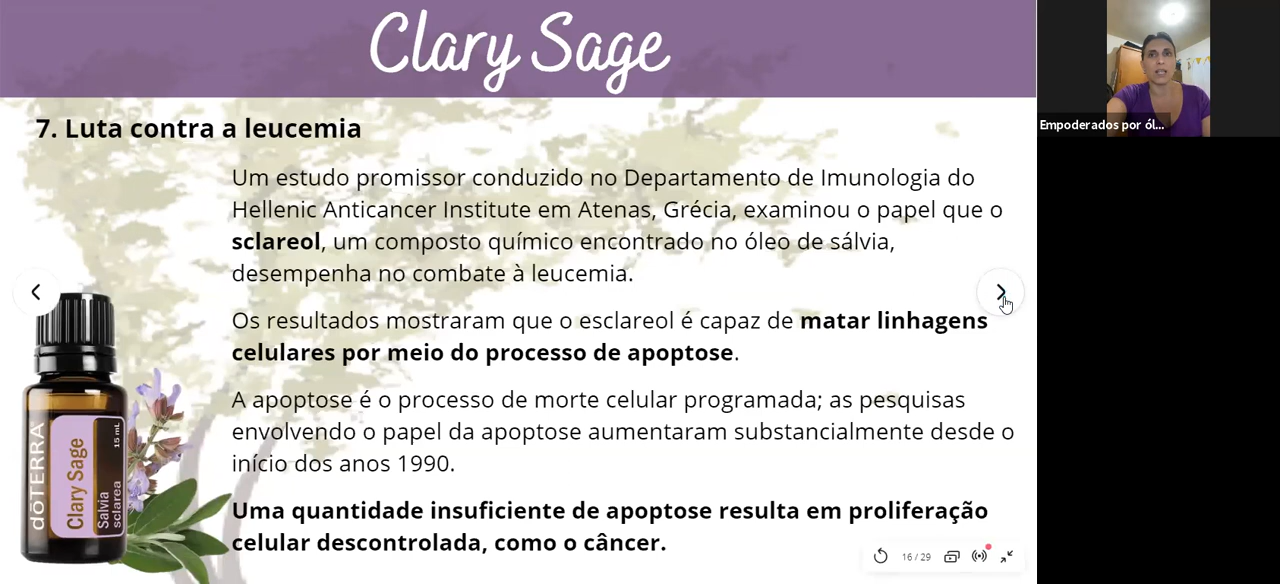 Clary Sage
Empoderados por ól...
7. Luta contra a leucemia
Um estudo promissor conduzido no Departamento de Imunologia do
Hellenic Anticancer Institute em Atenas, Grécia, examinou o papel que o
sclareol, um composto químico encontrado no óleo de sálvia,
desempenha no combate à leucemia.
Os resultados mostraram que o esclareol é capaz de matar linhagens
celulares por meio do processo de apoptose.
A apoptose é o processo de morte celular programada; as pesquisas
envolvendo o papel da apoptose aumentaram substancialmente desde o
início dos anos 1990.
Uma quantidade insuficiente de apoptose resulta em proliferação
celular descontrolada, como o câncer.
dōTERRA
Clary Sage
Salvia
sclarea
15 mL
16 / 29